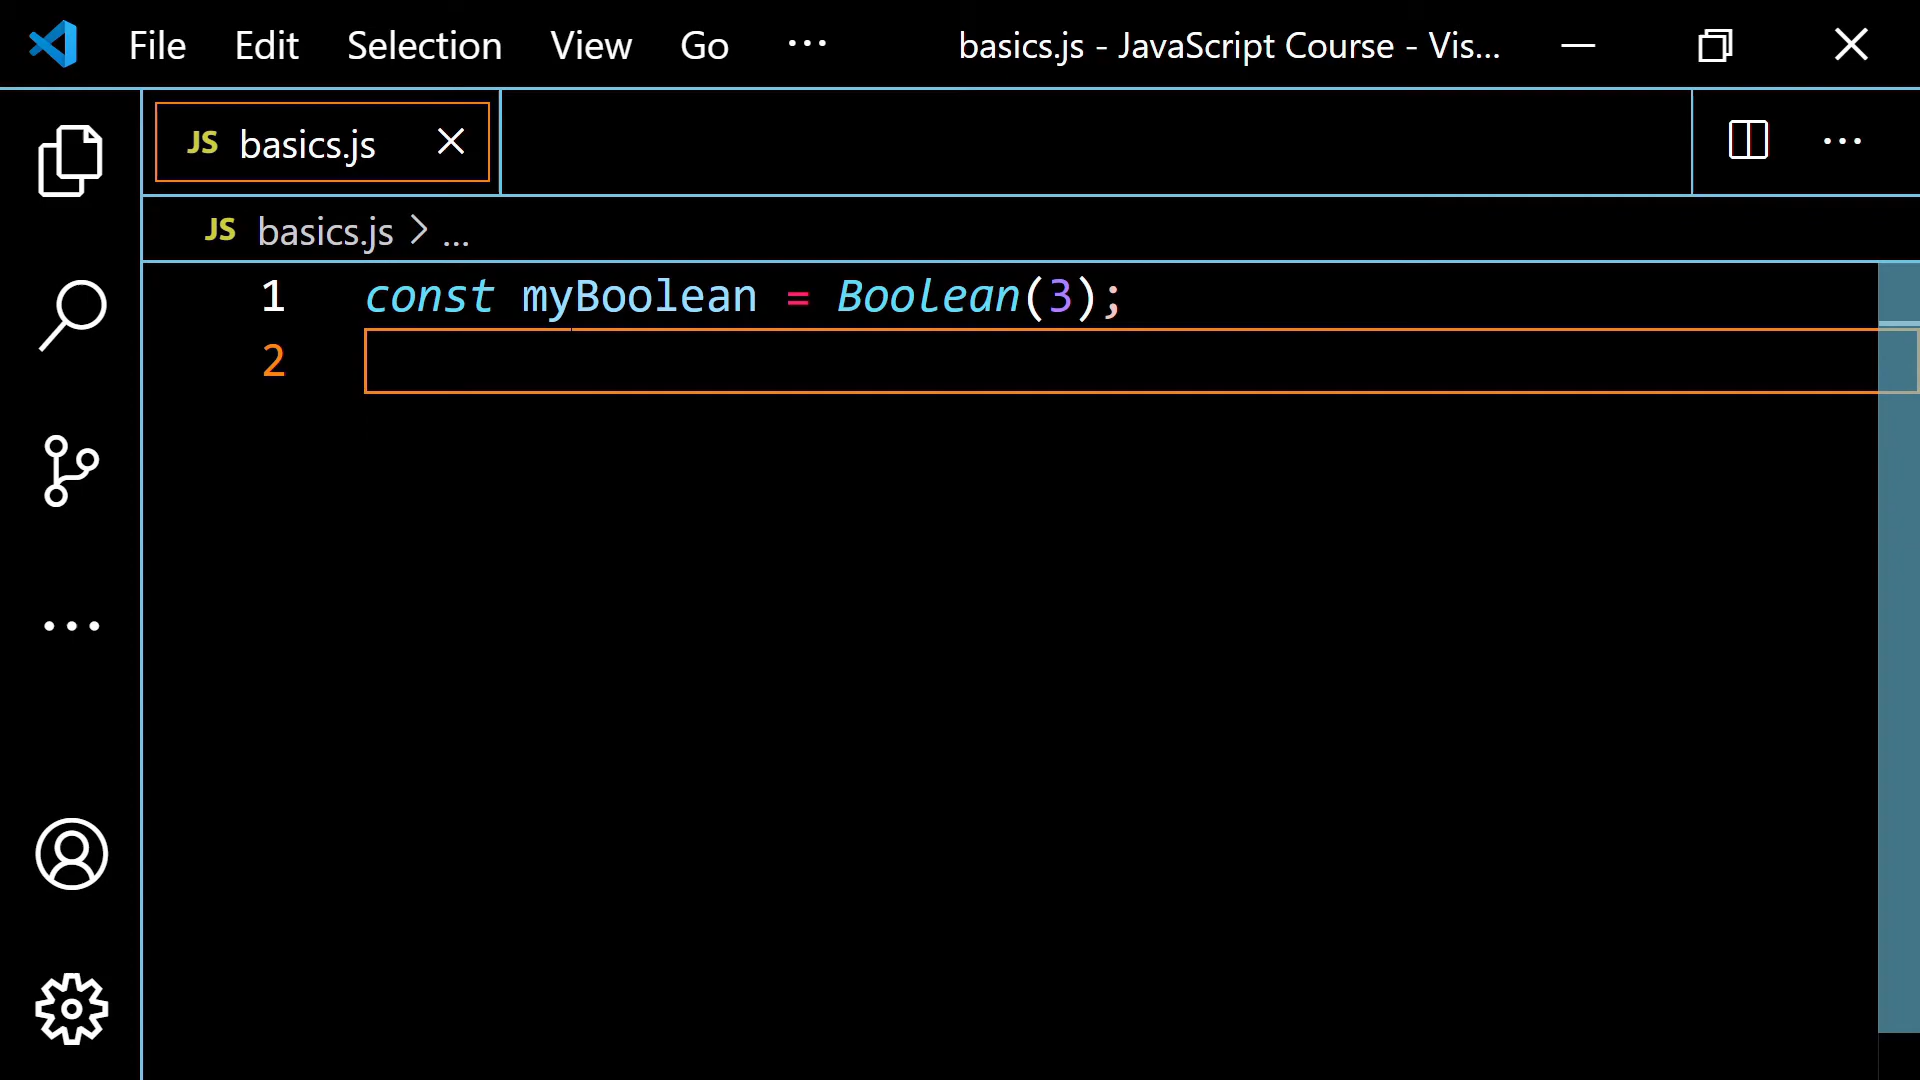 File Edit Selection View Go ... basics.js - JavaScript Course - Vis...
JS basics.js
JS basics.js > ...
1 const myBoolean = Boolean(3);
2